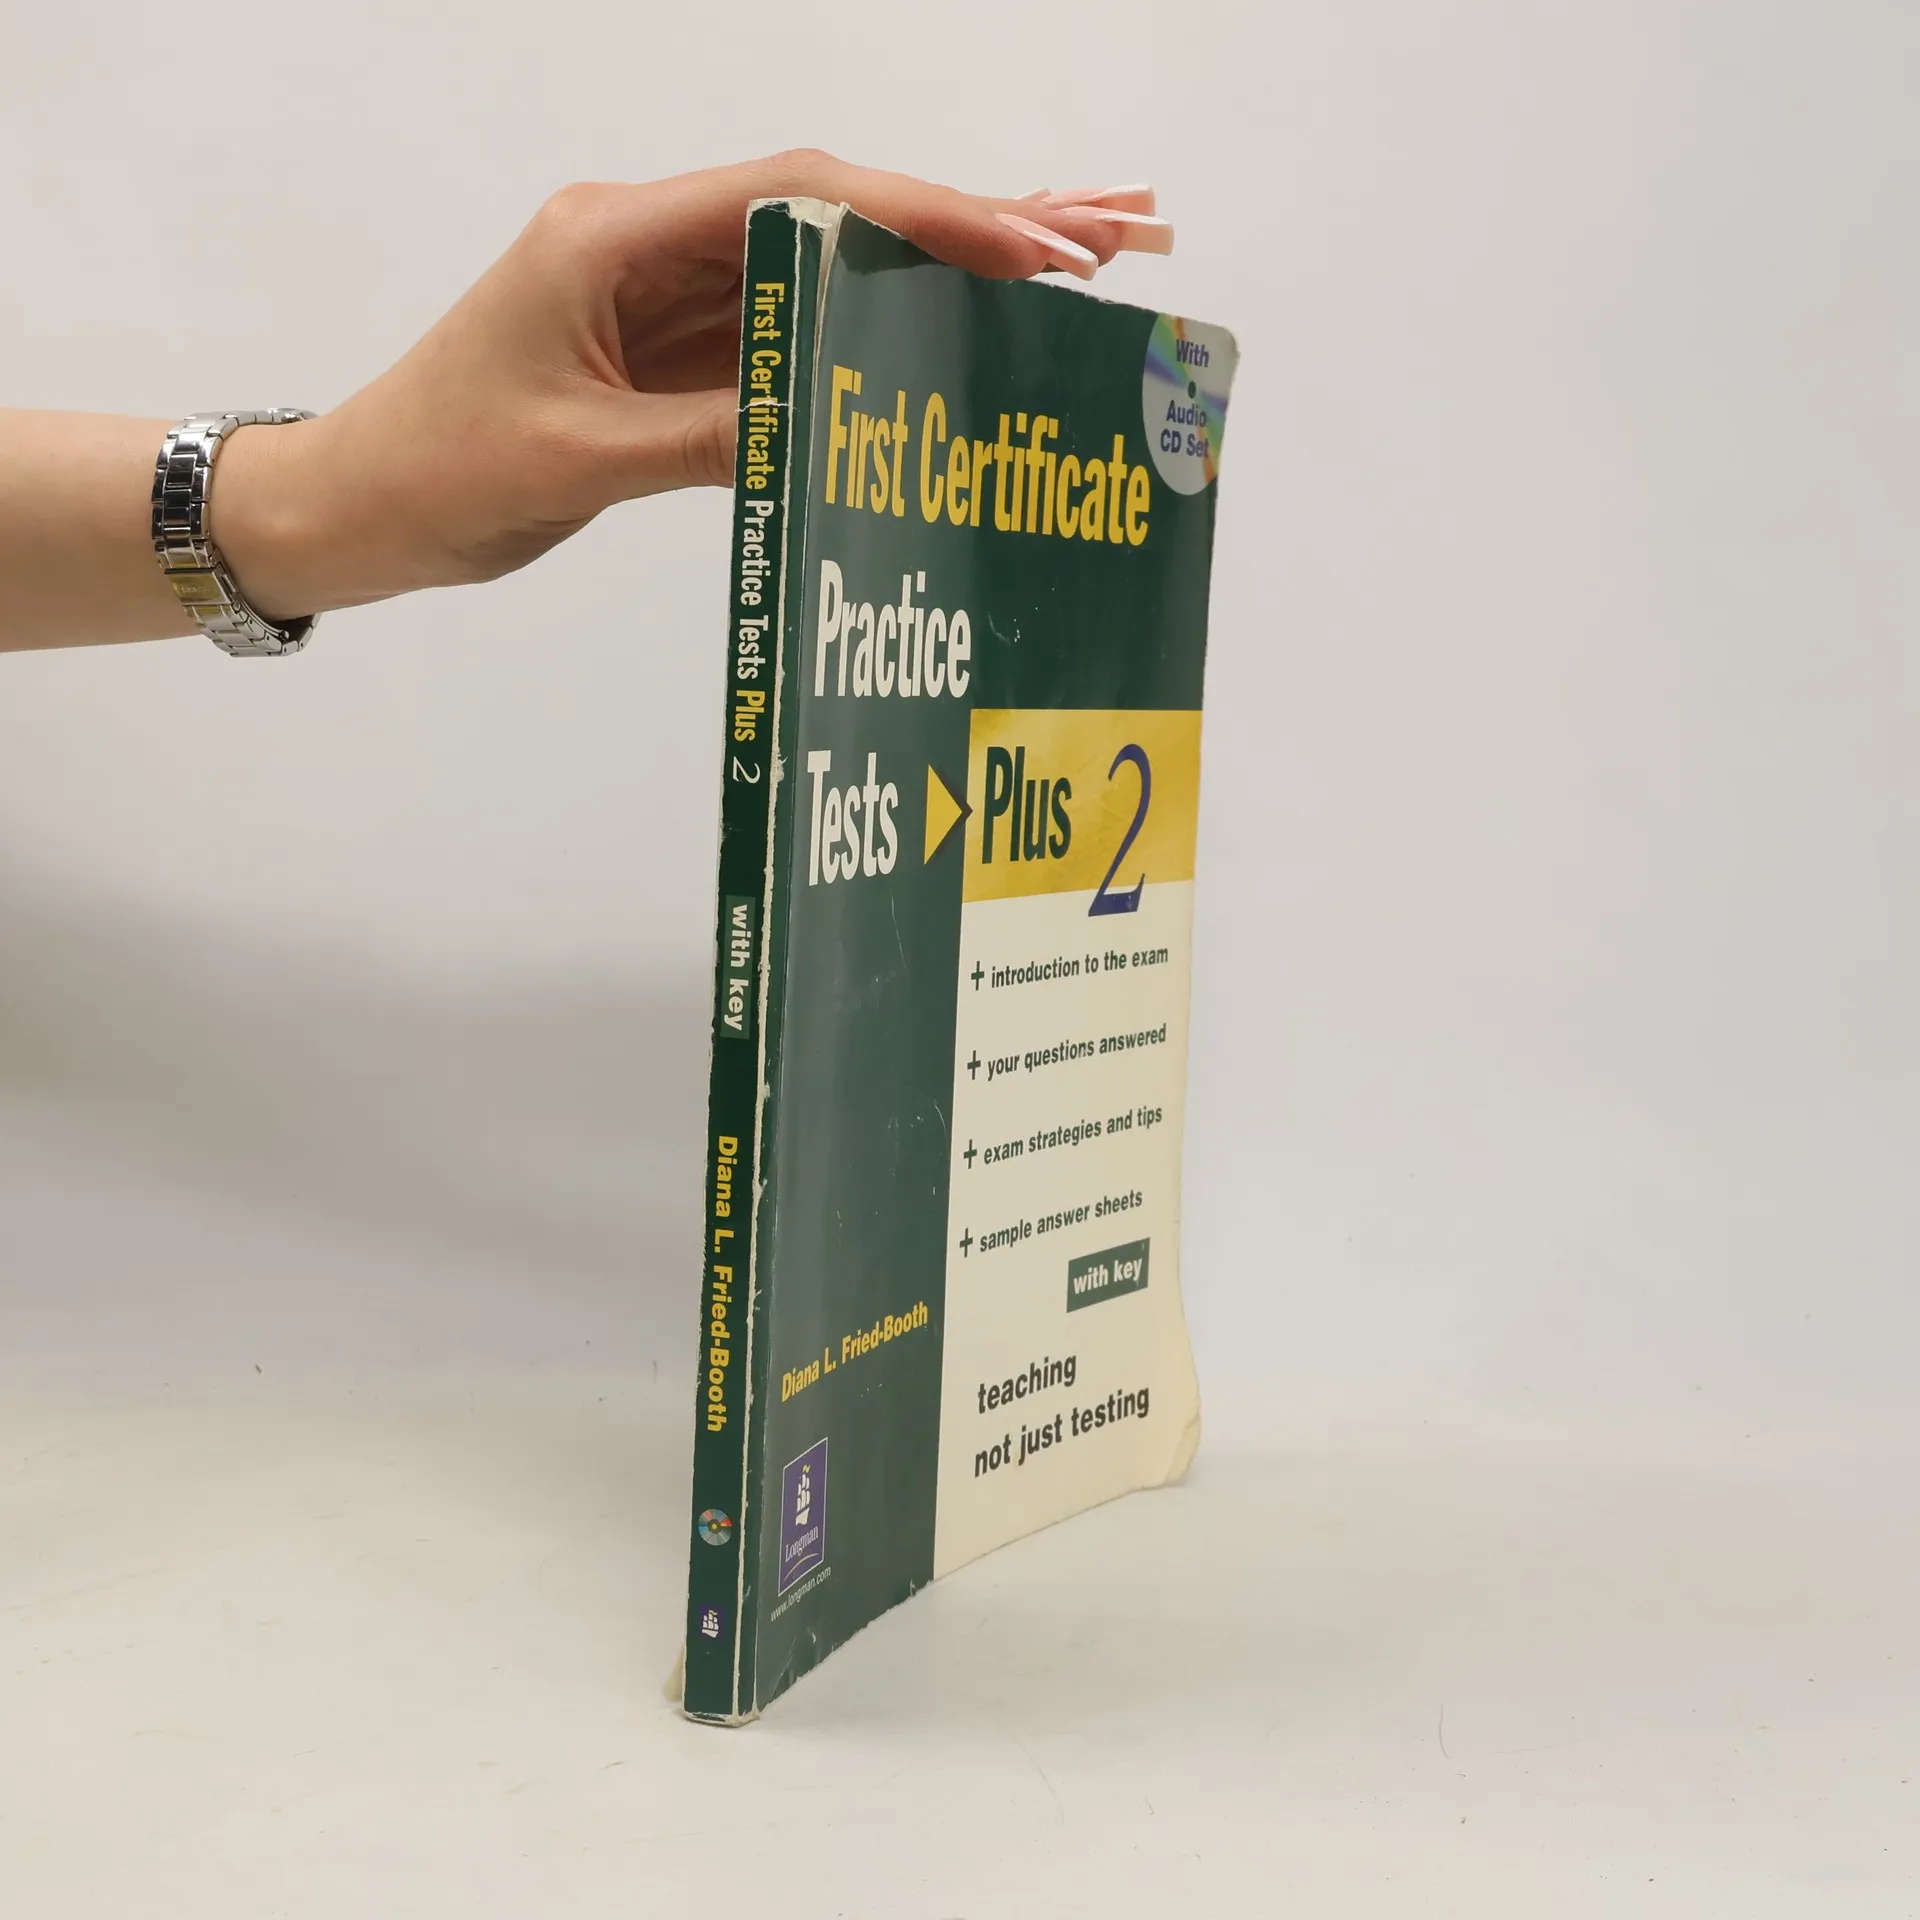 First Certificate Practice Tests Plus 2
with key
Diana L. Fried-Booth
With
Audio
CD Set
First Certificate
Practice
Tests
Plus 2
+ introduction to the exam
+ your questions answered
+ exam strategies and tips
+ sample answer sheets
with key
Diana L. Fried-Booth
teaching
not just testing
Longman
www.longman.com